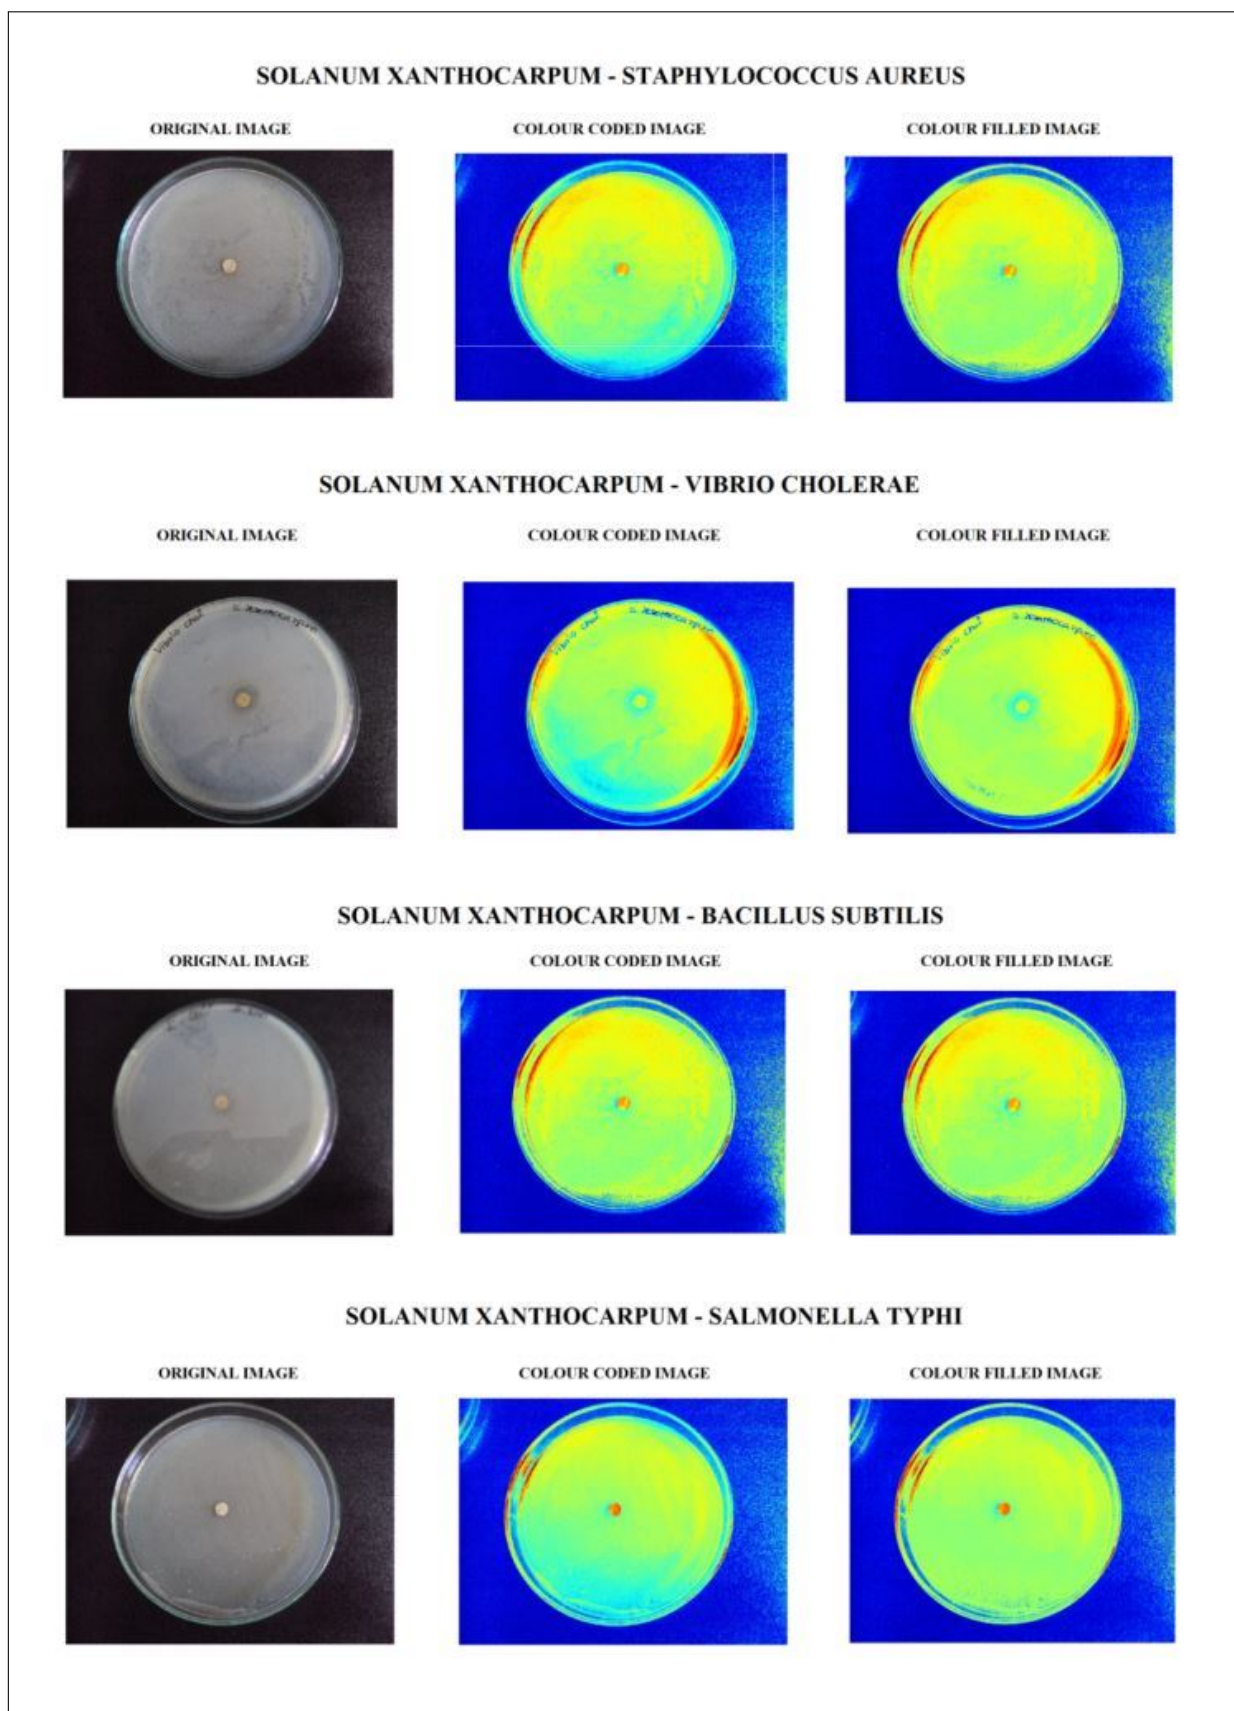 SOLANUM XANTHOCARPUM - STAPHYLOCOCCUS AUREUS
ORIGINAL IMAGE COLOUR CODED IMAGE COLOUR FILLED IMAGE
SOLANUM XANTHOCARPUM - VIBRIO CHOLERAE
ORIGINAL IMAGE COLOUR CODED IMAGE COLOUR FILLED IMAGE
Vibrio
SOLANUM XANTHOCARPUM - BACILLUS SUBTILIS
ORIGINAL IMAGE COLOUR CODED IMAGE COLOUR FILLED IMAGE
SOLANUM XANTHOCARPUM - SALMONELLA TYPHI
ORIGINAL IMAGE COLOUR CODED IMAGE COLOUR FILLED IMAGE